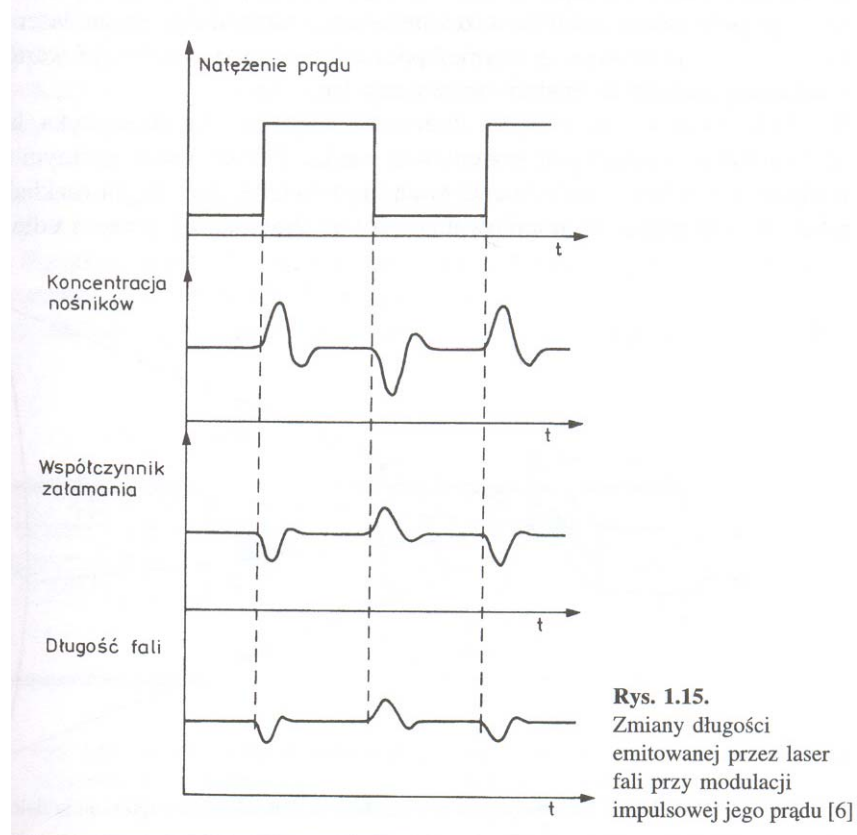 Natężenie prądu
t
Koncentracja
nośników
t
Współczynnik
załamania
t
Długość fali
t
Rys. 1.15.
Zmiany długości
emitowanej przez laser
fali przy modulacji
impulsowej jego prądu [6]